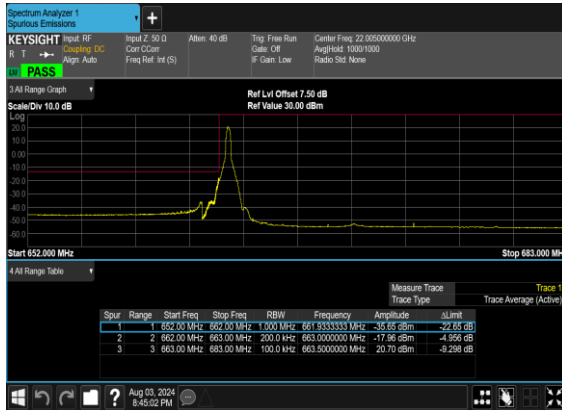 Spectrum Analyzer 1
Spurious Emissions
KEYSIGHT
R T
LW
PASS
Input: RF
Coupling: DC
Align: Auto
Input Z: 50 Ω
Corr CCorr
Freq Ref: Int (S)
Atten: 40 dB
Trig: Free Run
Gate: Off
IF Gain: Low
Center Freq: 22.005000000 GHz
Avg|Hold: 1000/1000
Radio Std: None
3 All Range Graph
Scale/Div 10.0 dB
Ref Lvl Offset 7.50 dB
Ref Value 30.00 dBm
Log
20.0
10.0
0.00
-10.0
-20.0
-30.0
-40.0
-50.0
-60.0
Start 652.000 MHz
Stop 683.000 MHz
4 All Range Table
Measure Trace Trace 1
Trace Type Trace Average (Active)
Spur Range Start Freq Stop Freq RBW Frequency Amplitude ΔLimit
1 1 652.00 MHz 662.00 MHz 1.000 MHz 661.9333333 MHz -35.65 dBm -22.65 dB
2 2 662.00 MHz 663.00 MHz 200.0 kHz 663.0000000 MHz -17.96 dBm -4.956 dB
3 3 663.00 MHz 683.00 MHz 100.0 kHz 663.5000000 MHz 20.70 dBm -9.298 dB
?
Aug 03, 2024
8:45:02 PM